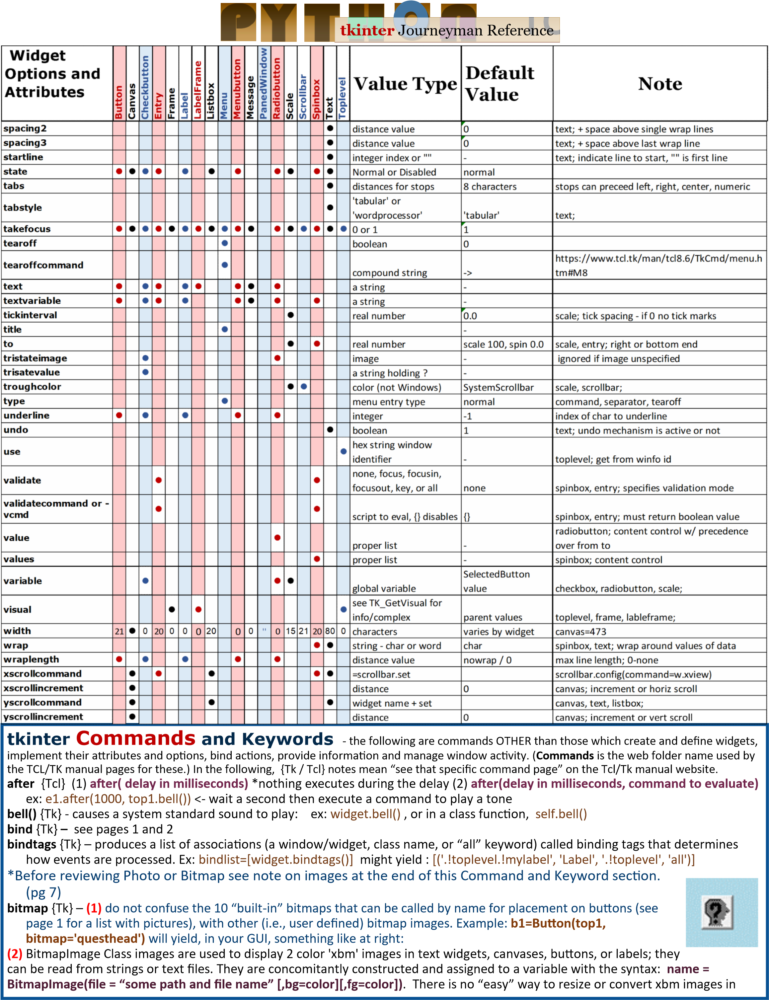 PYTHON
tkinter Journeyman Reference
Widget Options and Attributes Button Canvas Checkbutton Entry Frame Label LabelFrame Listbox Menu Menubutton Message PanedWindow Radiobutton Scale Scrollbar Spinbox Text Toplevel Value Type Default Value Note
spacing2 ● distance value 0 text; + space above single wrap lines
spacing3 ● distance value 0 text; + space above last wrap line
startline ● integer index or "" - text; indicate line to start, "" is first line
state ● ● ● ● ● ● ● ● ● ● ● Normal or Disabled normal
tabs ● distances for stops 8 characters stops can preceed left, right, center, numeric
tabstyle ● 'tabular' or 'wordprocessor' 'tabular' text;
takefocus ● ● ● ● ● ● ● ● ● ● ● ● ● ● ● ● ● 0 or 1 1
tearoff ● boolean 0
tearoffcommand ● compound string -> https://www.tcl.tk/man/tcl8.6/TkCmd/menu.htm#M8
text ● ● ● ● ● ● ● ● a string -
textvariable ● ● ● ● ● ● ● ● a string -
tickinterval ● real number 0.0 scale; tick spacing - if 0 no tick marks
title ● -
to ● ● real number scale 100, spin 0.0 scale, entry; right or bottom end
tristateimage ● ● image - ignored if image unspecified
trisatevalue ● a string holding ? -
troughcolor ● ● color (not Windows) SystemScrollbar scale, scrollbar;
type ● menu entry type normal command, separator, tearoff
underline ● ● ● ● ● integer -1 index of char to underline
undo ● boolean 1 text; undo mechanism is active or not
use ● hex string window identifier - toplevel; get from winfo id
validate ● ● none, focus, focusin, focusout, key, or all none spinbox, entry; specifies validation mode
validatecommand or -vcmd ● ● script to eval, {} disables {} spinbox, entry; must return boolean value
value ● proper list - radiobutton; content control w/ precedence over from to
values ● proper list - spinbox; content control
variable ● ● ● global variable SelectedButton value checkbox, radiobutton, scale;
visual ● ● ● see TK_GetVisual for info/complex parent values toplevel, frame, lableframe;
width 21 ● 0 20 0 0 0 20 0 0 " 0 15 21 20 80 0 characters varies by widget canvas=473
wrap ● ● string - char or word char spinbox, text; wrap around values of data
wraplength ● ● ● ● ● distance value nowrap / 0 max line length; 0-none
xscrollcommand ● ● ● ● ● =scrollbar.set scrollbar.config(command=w.xview)
xscrollincrement ● distance 0 canvas; increment or horiz scroll
yscrollcommand ● ● ● widget name + set canvas, text, listbox;
yscrollincrement ● distance 0 canvas; increment or vert scroll
tkinter Commands and Keywords - the following are commands OTHER than those which create and define widgets,
implement their attributes and options, bind actions, provide information and manage window activity. (Commands is the web folder name used by
the TCL/TK manual pages for these.) In the following, {Tk / Tcl} notes mean “see that specific command page” on the Tcl/Tk manual website.
after {Tcl} (1) after( delay in milliseconds) *nothing executes during the delay (2) after(delay in milliseconds, command to evaluate)
ex: e1.after(1000, top1.bell()) <- wait a second then execute a command to play a tone
bell() {Tk} - causes a system standard sound to play: ex: widget.bell() , or in a class function, self.bell()
bind {Tk} – see pages 1 and 2
bindtags {Tk} – produces a list of associations (a window/widget, class name, or “all” keyword) called binding tags that determines
how events are processed. Ex: bindlist=[widget.bindtags()] might yield : [('.!toplevel.!mylabel', 'Label', '.!toplevel', 'all')]
*Before reviewing Photo or Bitmap see note on images at the end of this Command and Keyword section.
(pg 7)
bitmap {Tk} – (1) do not confuse the 10 “built-in” bitmaps that can be called by name for placement on buttons (see
page 1 for a list with pictures), with other (i.e., user defined) bitmap images. Example: b1=Button(top1,
bitmap='questhead') will yield, in your GUI, something like at right:
(2) BitmapImage Class images are used to display 2 color 'xbm' images in text widgets, canvases, buttons, or labels; they
can be read from strings or text files. They are concomitantly constructed and assigned to a variable with the syntax: name =
BitmapImage(file = “some path and file name” [,bg=color][,fg=color]). There is no “easy” way to resize or convert xbm images in